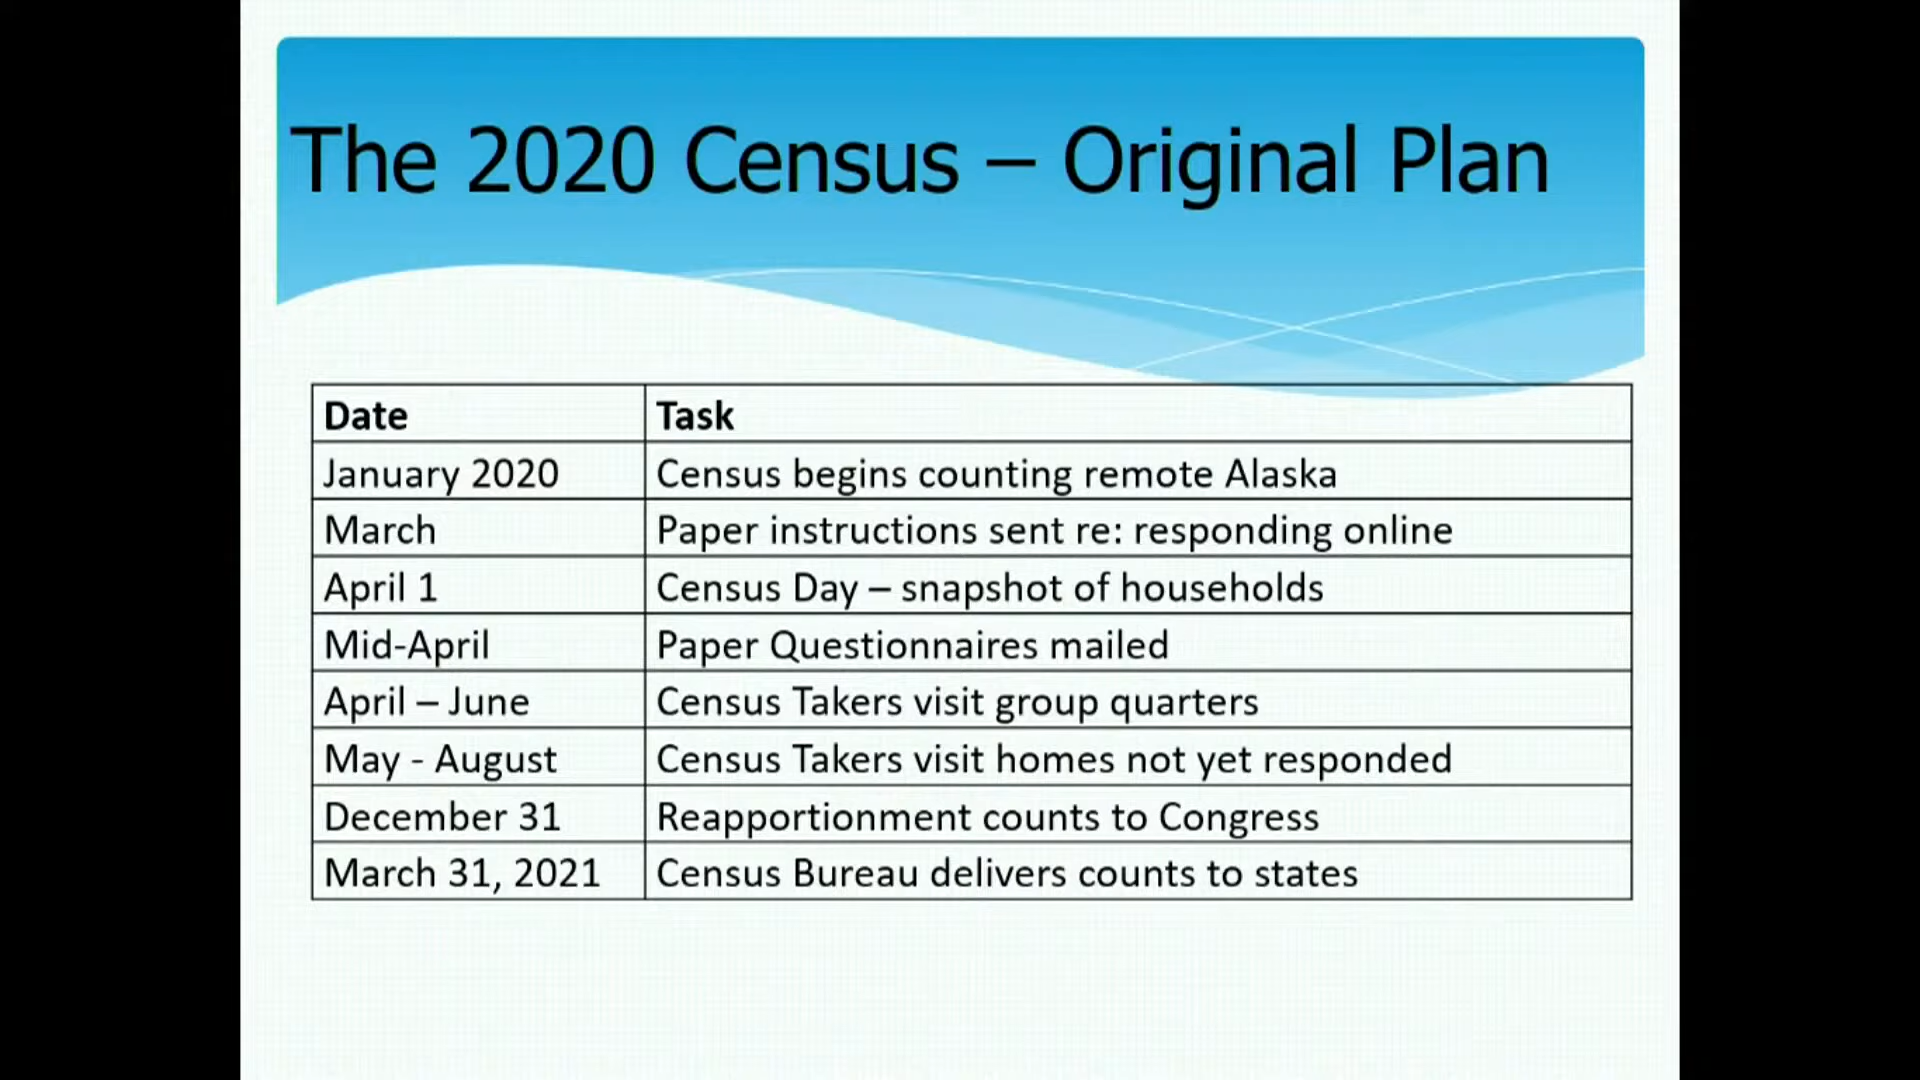 The 2020 Census – Original Plan
Date Task
January 2020 Census begins counting remote Alaska
March Paper instructions sent re: responding online
April 1 Census Day – snapshot of households
Mid-April Paper Questionnaires mailed
April – June Census Takers visit group quarters
May - August Census Takers visit homes not yet responded
December 31 Reapportionment counts to Congress
March 31, 2021 Census Bureau delivers counts to states